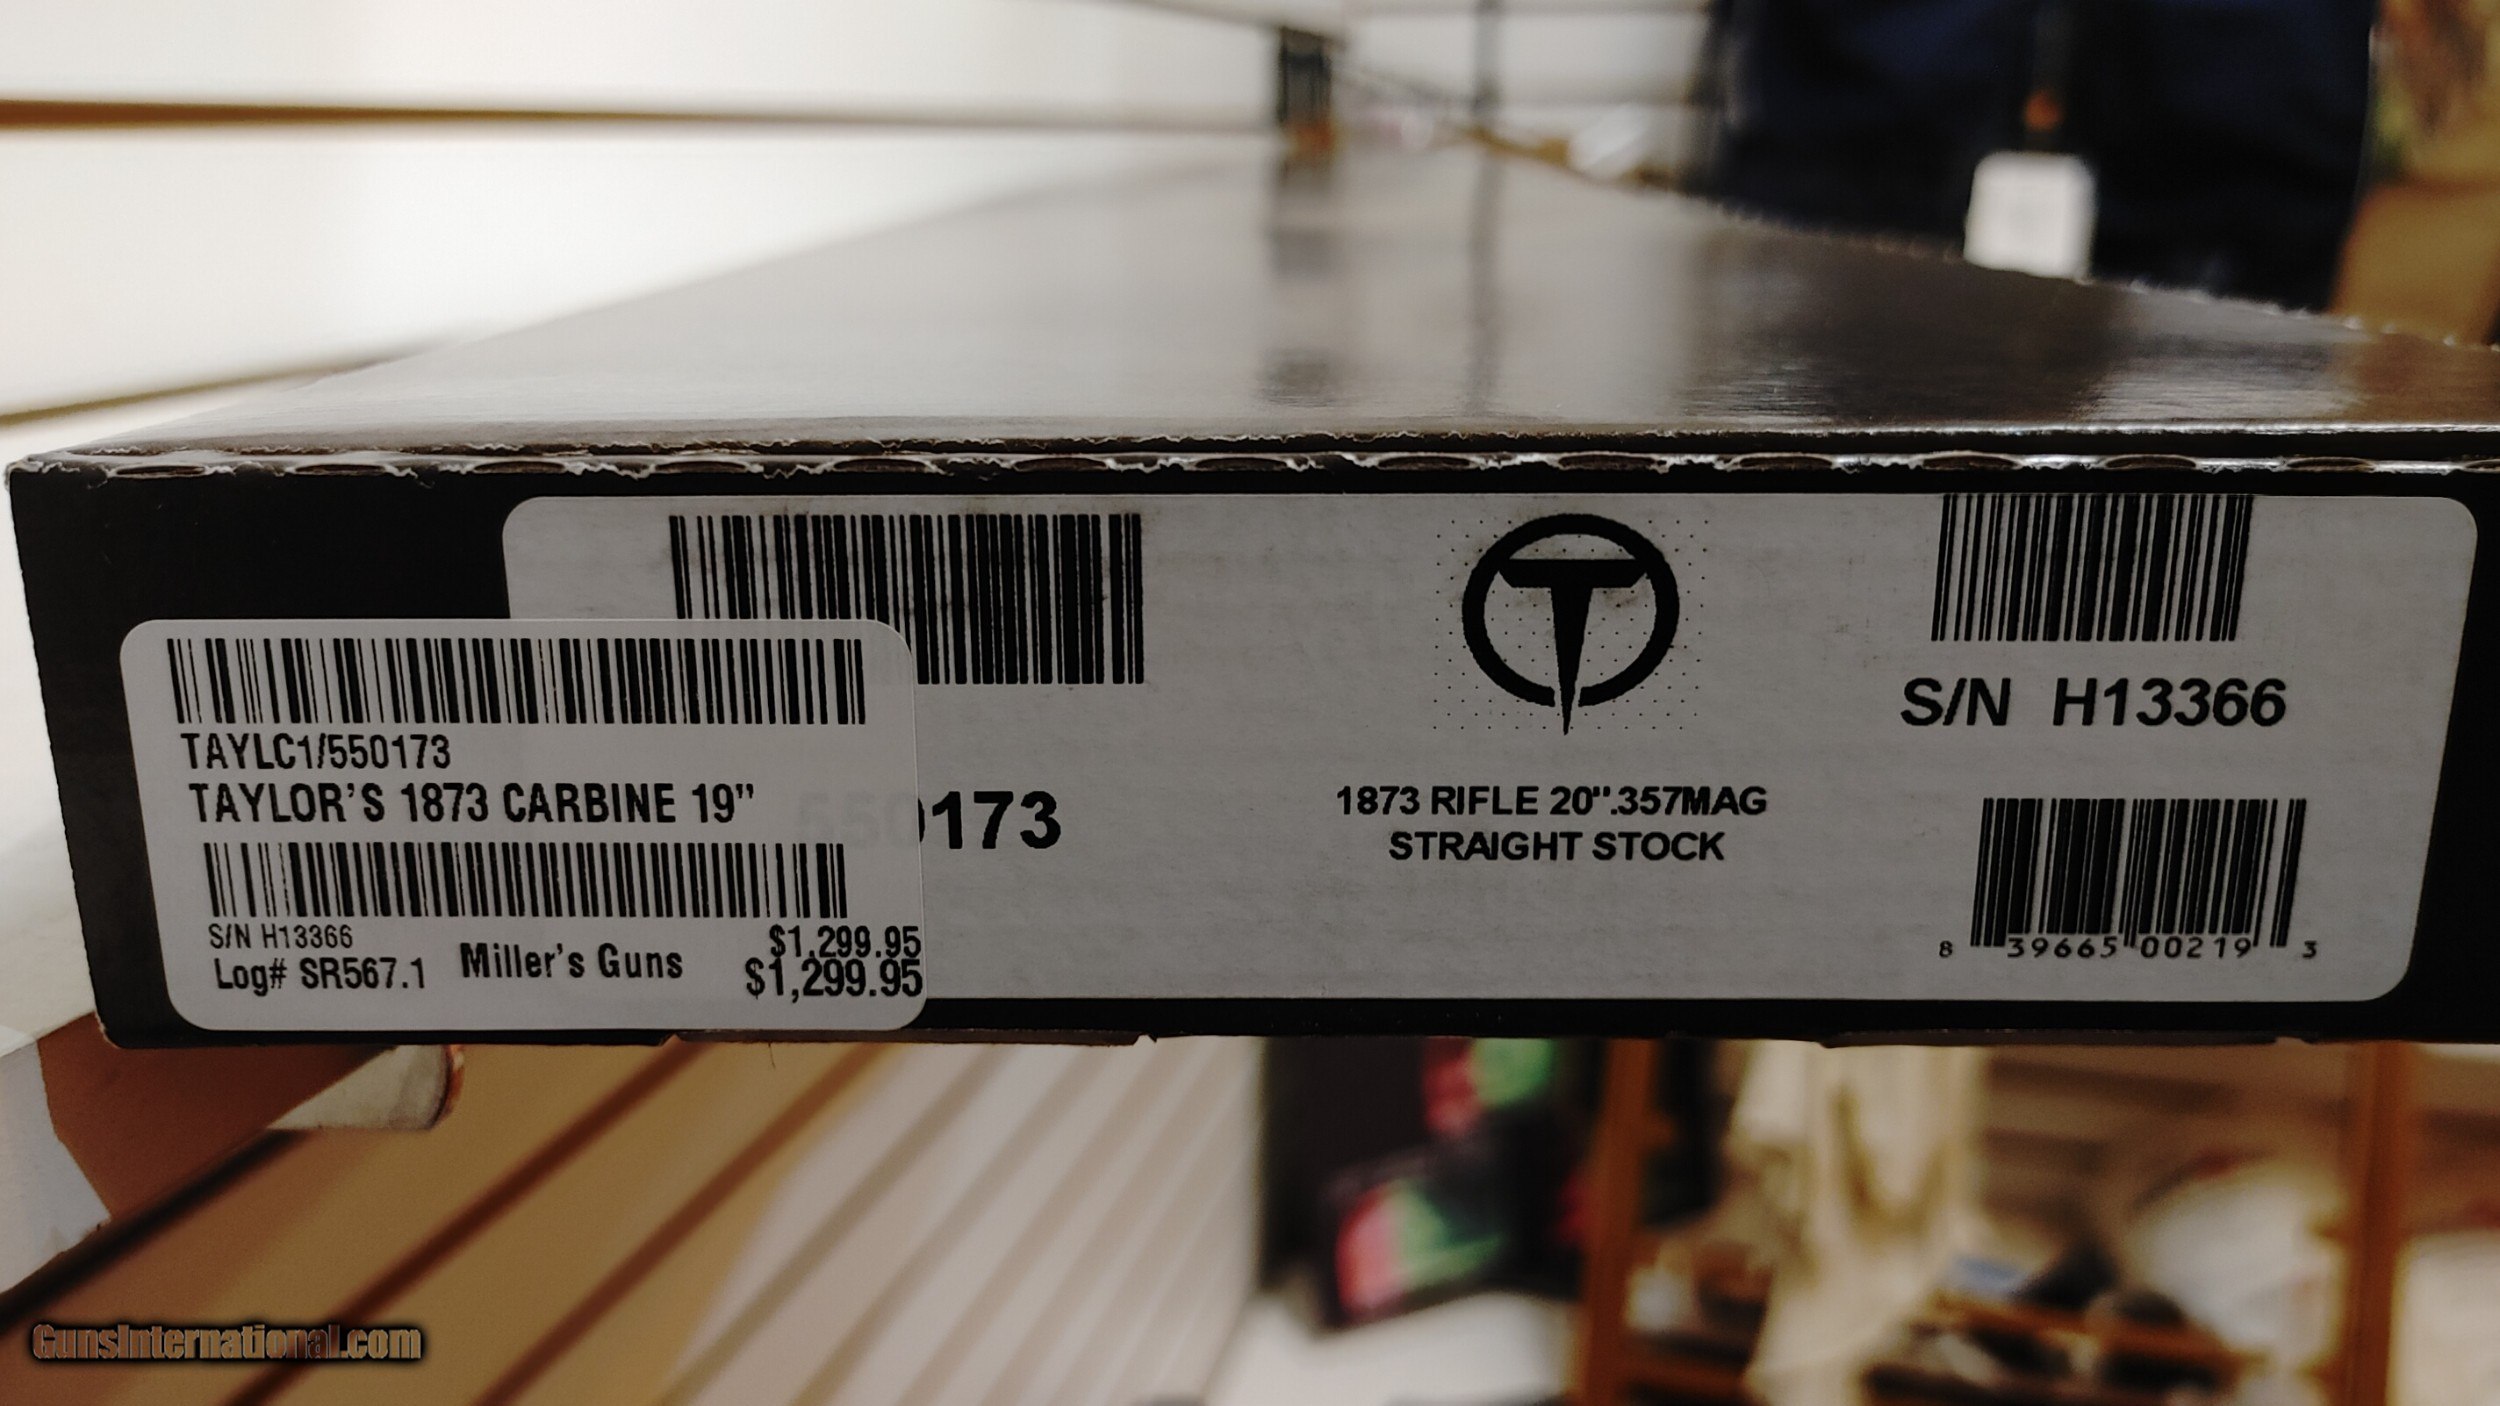 TAYLC1/550173
TAYLOR'S 1873 CARBINE 19"
S/N H13366
Log# SR567.1
Miller's Guns
$1,299.95
$1,299.95
550173
T
1873 RIFLE 20".357MAG
STRAIGHT STOCK
S/N H13366
8 39665 00219 3
GunsInternational.com